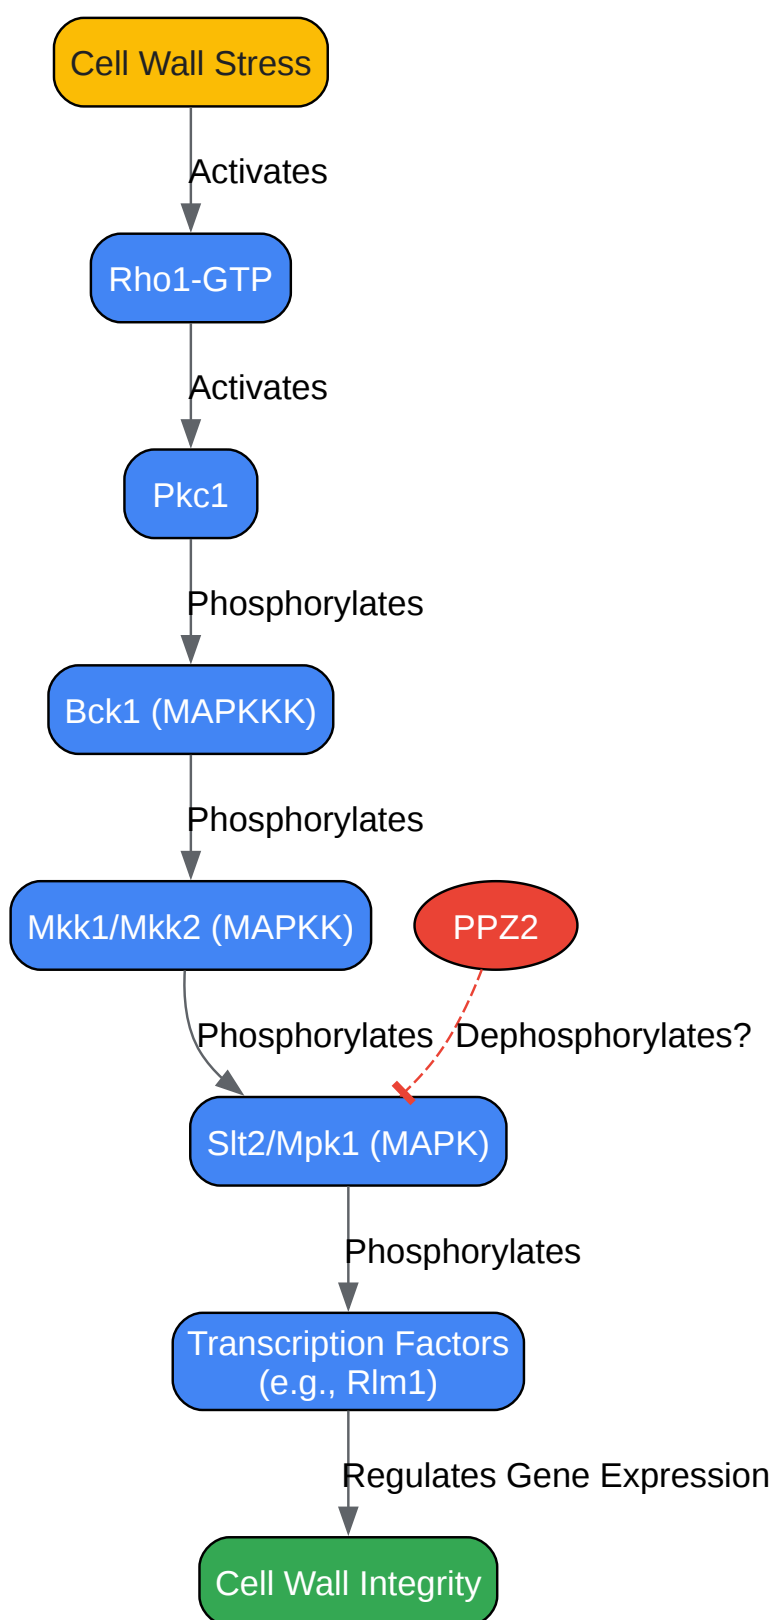 Cell Wall Stress
Activates
Rho1-GTP
Activates
Pkc1
Phosphorylates
Bck1 (MAPKKK)
Phosphorylates
Mkk1/Mkk2 (MAPKK)
PPZ2
Phosphorylates
Dephosphorylates?
Slt2/Mpk1 (MAPK)
Phosphorylates
Transcription Factors
(e.g., Rlm1)
Regulates Gene Expression
Cell Wall Integrity